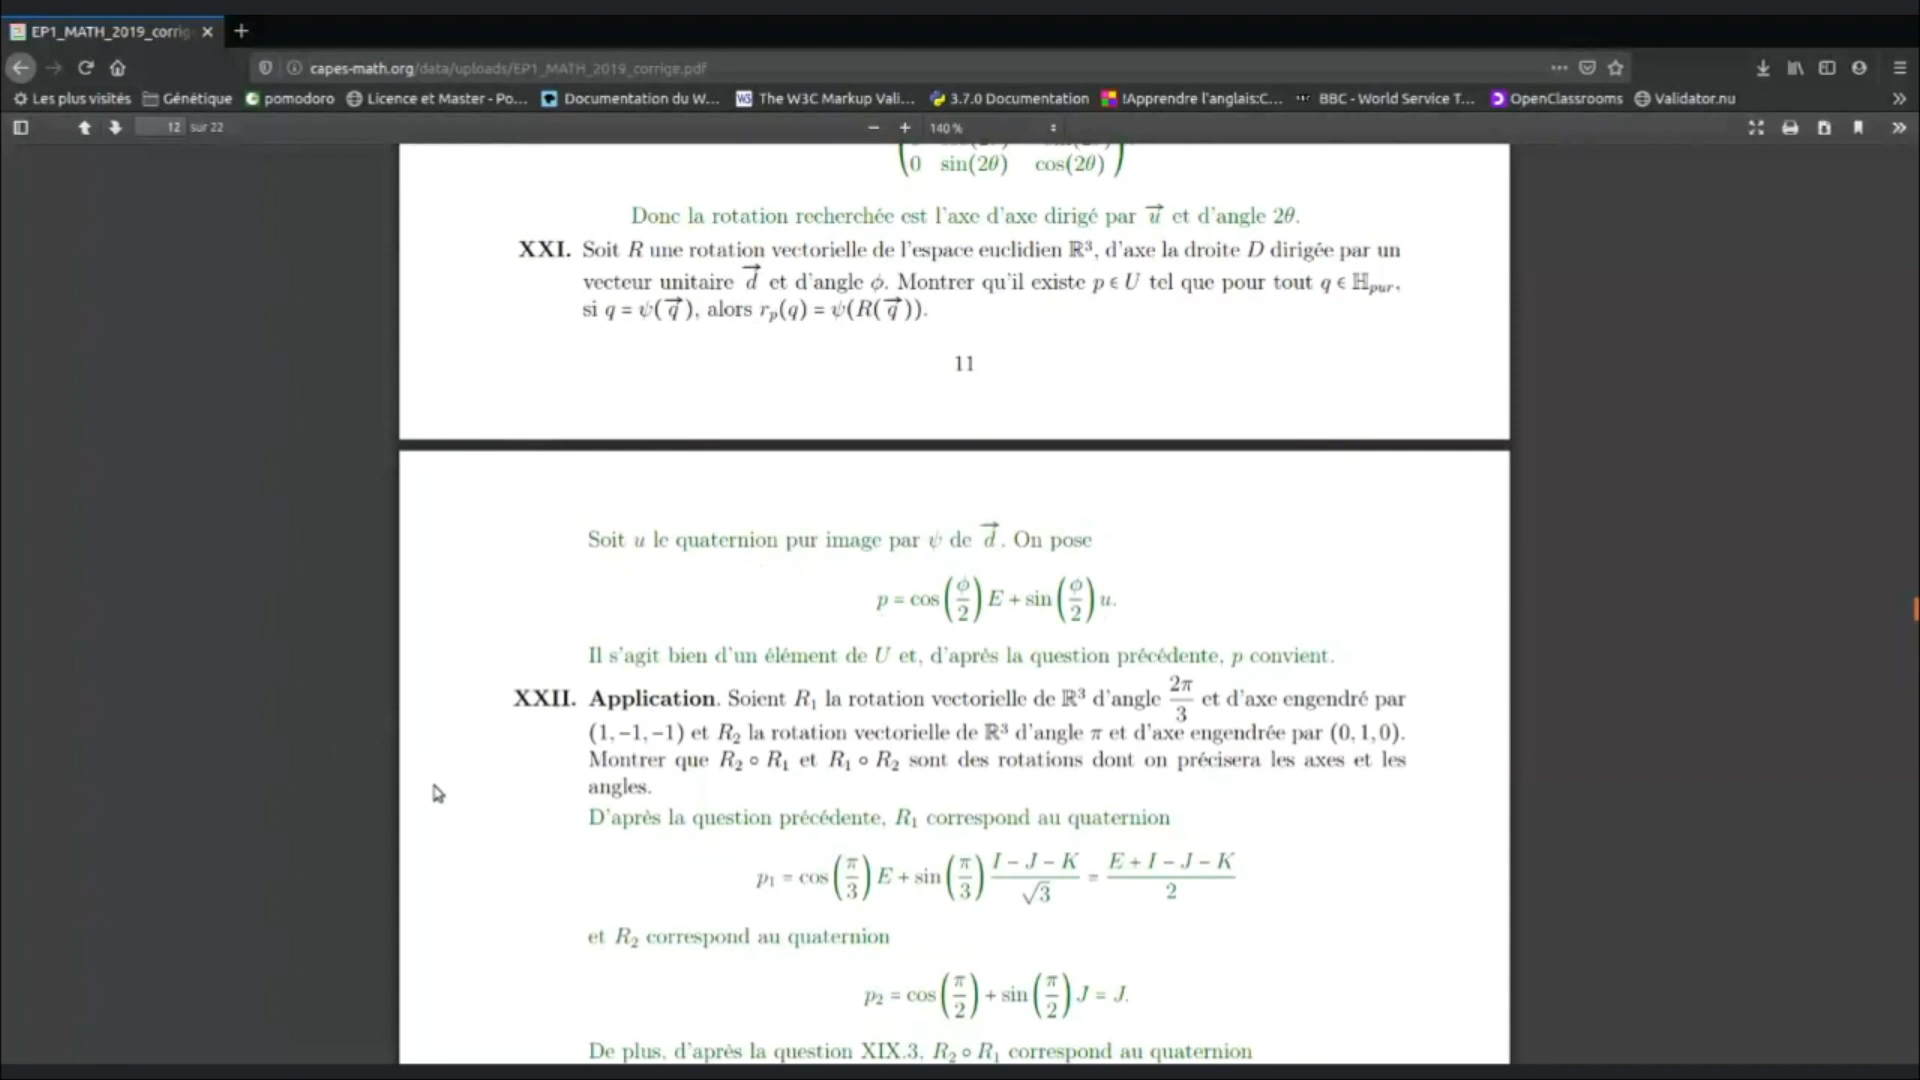 EP1_MATH_2019_corrig
capes-math.org/data/uploads/EP1_MATH_2019_corrige.pdf
Les plus visités Génétique pomodoro Licence et Master - Po... Documentation du W... The W3C Markup Vali... 3.7.0 Documentation !Apprendre l'anglais:C... BBC - World Service T... OpenClassrooms Validator.nu
12 sur 22 140 %
0 sin(2θ) cos(2θ)
Donc la rotation recherchée est l'axe d'axe dirigé par u⃗ et d'angle 2θ.
XXI. Soit R une rotation vectorielle de l'espace euclidien ℝ³, d'axe la droite D dirigée par un
vecteur unitaire d⃗ et d'angle ϕ. Montrer qu'il existe p ∈ U tel que pour tout q ∈ ℍpur,
si q = ψ(q⃗), alors rp(q) = ψ(R(q⃗)).
11
Soit u le quaternion pur image par ψ de d⃗. On pose
p = cos(ϕ/2) E + sin(ϕ/2) u.
Il s'agit bien d'un élément de U et, d'après la question précédente, p convient.
XXII. Application. Soient R₁ la rotation vectorielle de ℝ³ d'angle 2π/3 et d'axe engendré par
(1,−1,−1) et R₂ la rotation vectorielle de ℝ³ d'angle π et d'axe engendrée par (0,1,0).
Montrer que R₂ ∘ R₁ et R₁ ∘ R₂ sont des rotations dont on précisera les axes et les
angles.
D'après la question précédente, R₁ correspond au quaternion
p₁ = cos(π/3) E + sin(π/3) (I − J − K)/√3 = (E + I − J − K)/2
et R₂ correspond au quaternion
p₂ = cos(π/2) + sin(π/2) J = J.
De plus, d'après la question XIX.3, R₂ ∘ R₁ correspond au quaternion